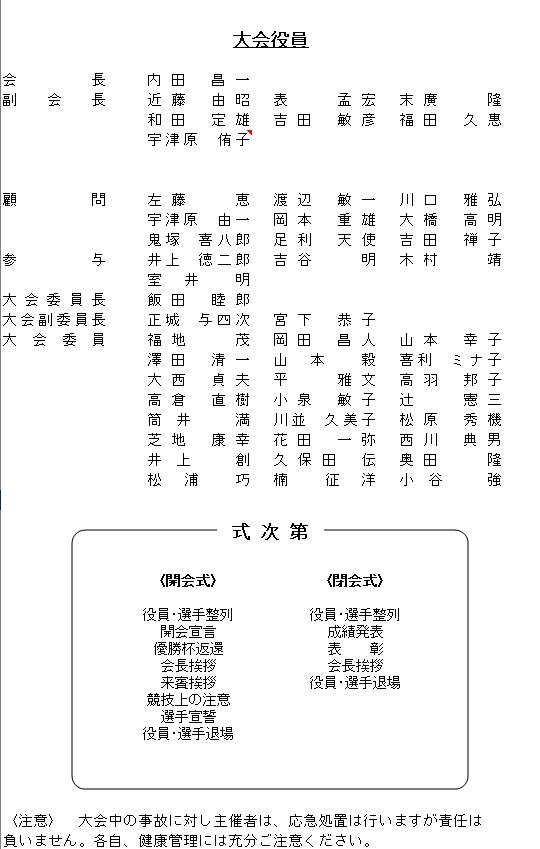 大会役員
会長 内田 昌一
副会長 近藤 由昭 表 孟宏 末廣 隆
和田 定雄 吉田 敏彦 福田 久惠
宇津原 侑子
顧問 左藤 恵 渡辺 敏一 川口 雅弘
宇津原 由一 岡本 重雄 大橋 高明
鬼塚 喜八郎 足利 天使 吉田 禅子
参与 井上 徳二郎 吉谷 明 木村 靖
室井 明
大会委員長 飯田 睦郎
大会副委員長 正城 与四次 宮下 恭子
大会委員 福地 茂 岡田 昌人 山本 幸子
澤田 清一 山本 毅 喜利 ミナ子
大西 貞夫 平 雅文 高羽 邦子
高倉 直樹 小泉 敏子 辻 憲三
筒井 満 川並 久美子 松原 秀機
芝地 康幸 花田 一弥 西川 典男
井上 創 久保田 伝 奥田 隆
松浦 巧 楠 征洋 小谷 強
式次第
〈開会式〉 〈閉会式〉
役員・選手整列 役員・選手整列
開会宣言 成績発表
優勝杯返還 表彰
会長挨拶 会長挨拶
来賓挨拶 役員・選手退場
競技上の注意
選手宣誓
役員・選手退場
〈注意〉 大会中の事故に対し主催者は、応急処置は行いますが責任は
負いません。各自、健康管理には充分ご注意ください。